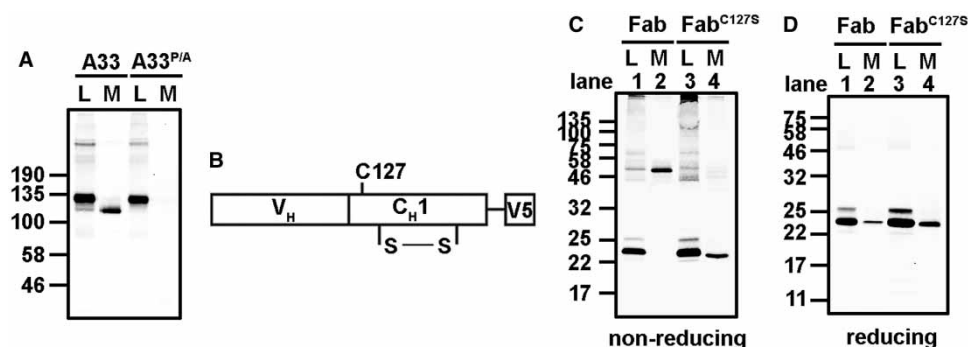 A
A33 A33P/A
L M L M
190
135
100
58
46
B
C127
VH CH1 V5
S S
C
Fab FabC127S
L M L M
lane 1 2 3 4
135
100
75
58
46
32
25
22
17
non-reducing
D
Fab FabC127S
L M L M
lane 1 2 3 4
75
58
46
32
25
22
17
11
reducing